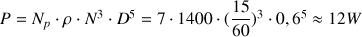 P = N_p · ρ · N^3 · D^5 = 7 · 1400 · (15/60)^3 · 0,6^5 ≈ 12W